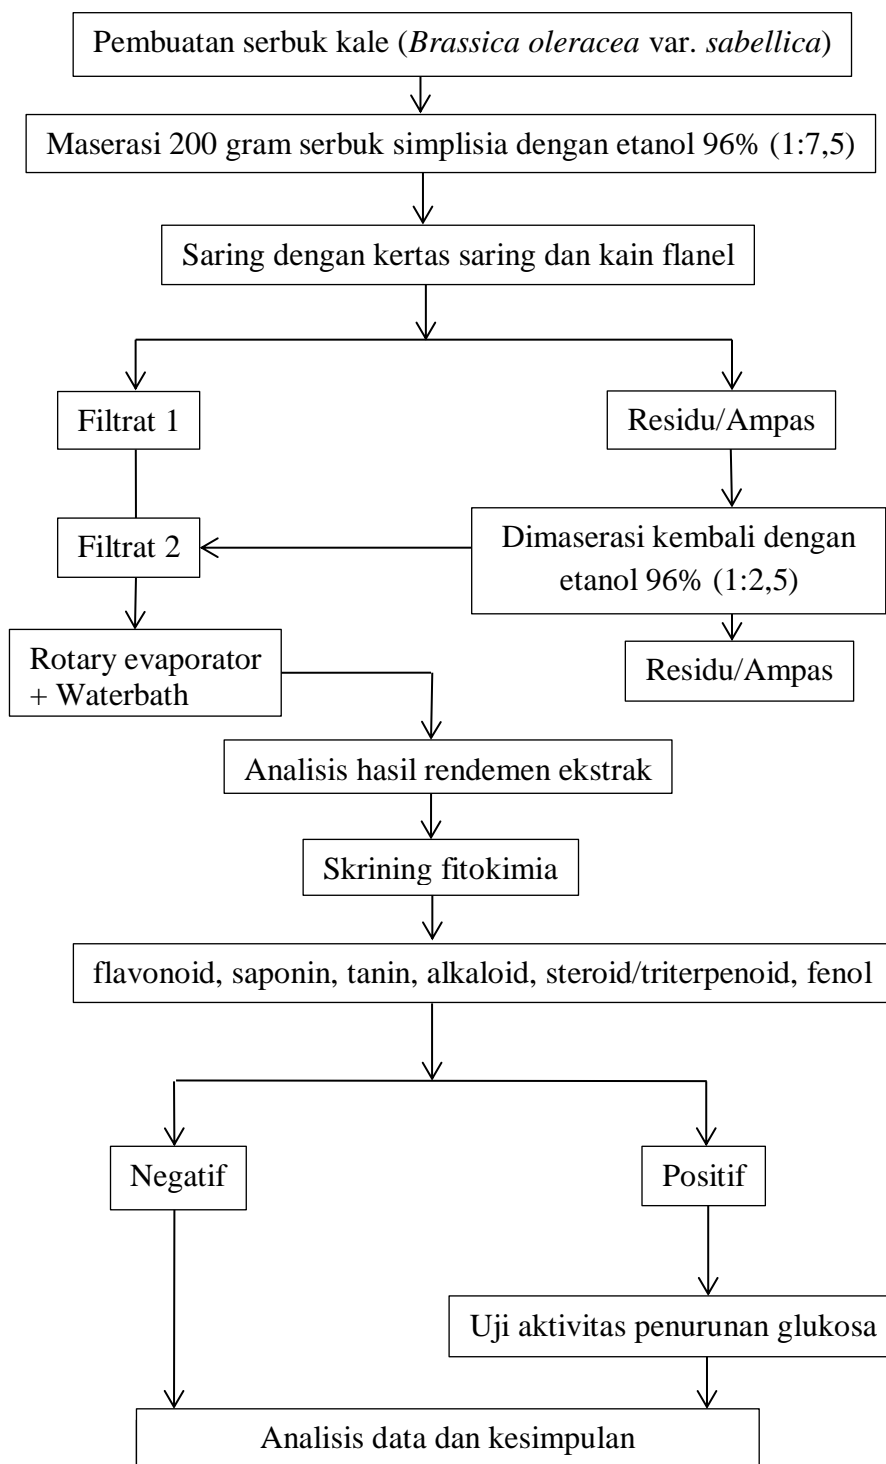 Pembuatan serbuk kale (Brassica oleracea var. sabellica)
Maserasi 200 gram serbuk simplisia dengan etanol 96% (1:7,5)
Saring dengan kertas saring dan kain flanel
Filtrat 1
Residu/Ampas
Filtrat 2
Dimaserasi kembali dengan
etanol 96% (1:2,5)
Rotary evaporator
+ Waterbath
Residu/Ampas
Analisis hasil rendemen ekstrak
Skrining fitokimia
flavonoid, saponin, tanin, alkaloid, steroid/triterpenoid, fenol
Negatif
Positif
Uji aktivitas penurunan glukosa
Analisis data dan kesimpulan